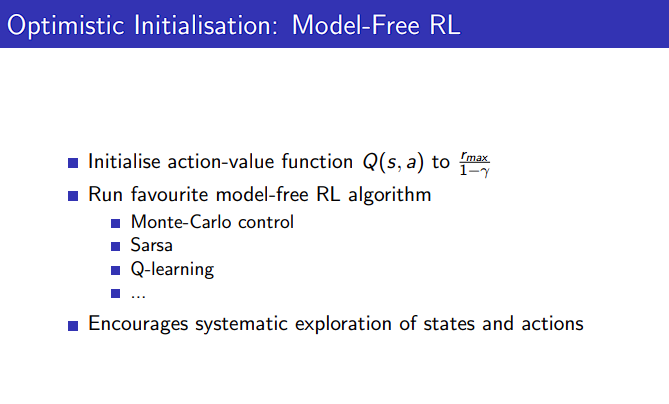 Optimistic Initialisation: Model-Free RL
Initialise action-value function Q(s, a) to \frac{r_{max}}{1-γ}
Run favourite model-free RL algorithm
Monte-Carlo control
Sarsa
Q-learning
...
Encourages systematic exploration of states and actions